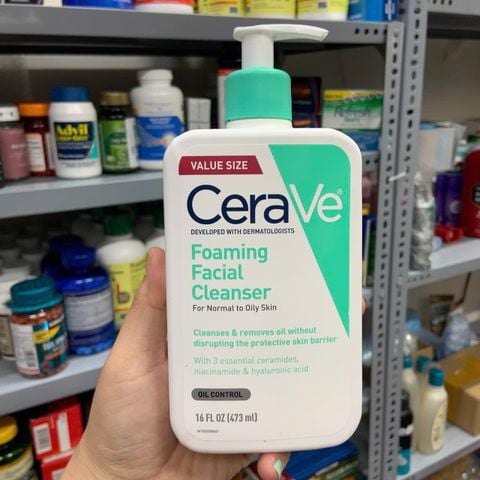 VALUE SIZE
CeraVe®
DEVELOPED WITH DERMATOLOGISTS
Foaming
Facial
Cleanser
For Normal to Oily Skin
Cleanses & removes oil without
disrupting the protective skin barrier
With 3 essential ceramides,
niacinamide & hyaluronic acid
OIL CONTROL
16 FL OZ (473 ml)
Advil